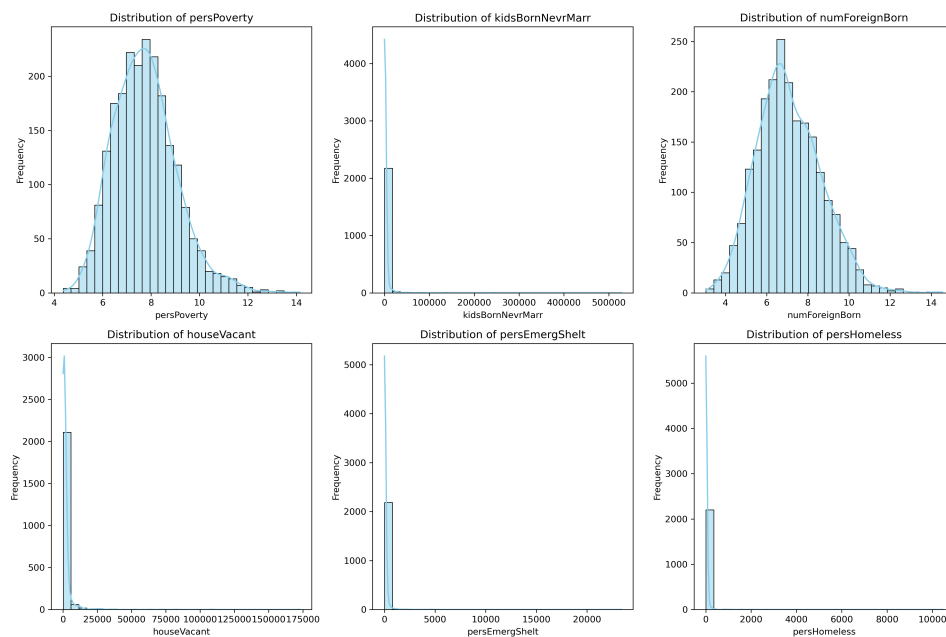 Distribution of persPoverty
Frequency
200
150
100
50
0
4 6 8 10 12 14
persPoverty
Distribution of kidsBornNevrMarr
Frequency
4000
3000
2000
1000
0
0 100000 200000 300000 400000 500000
kidsBornNevrMarr
Distribution of numForeignBorn
Frequency
250
200
150
100
50
0
4 6 8 10 12 14
numForeignBorn
Distribution of houseVacant
Frequency
3000
2500
2000
1500
1000
500
0
0 25000 50000 75000 100000125000150000175000
houseVacant
Distribution of persEmergShelt
Frequency
5000
4000
3000
2000
1000
0
0 5000 10000 15000 20000
persEmergShelt
Distribution of persHomeless
Frequency
5000
4000
3000
2000
1000
0
0 2000 4000 6000 8000 10000
persHomeless